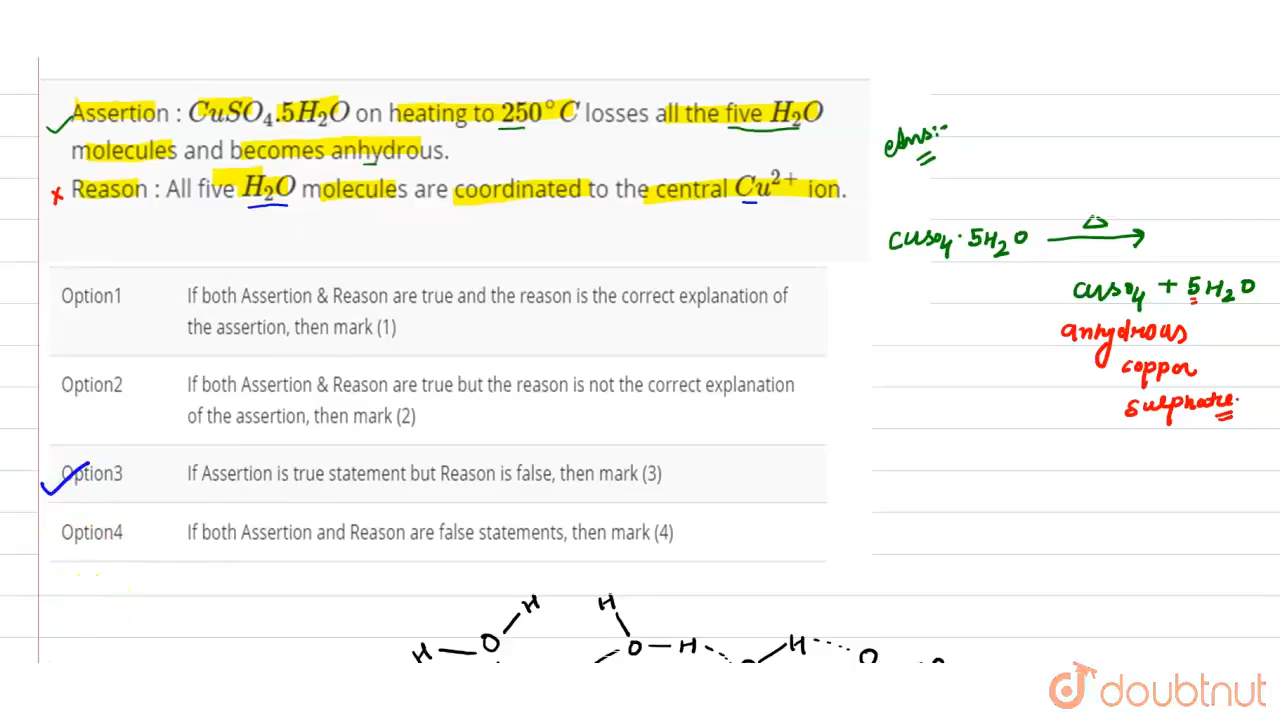 Assertion : CuSO₄.5H₂O on heating to 250°C losses all the five H₂O
molecules and becomes anhydrous.
Reason : All five H₂O molecules are coordinated to the central Cu²⁺ ion.
Ans:-
CuSO₄·5H₂O —Δ→
CuSO₄ + 5H₂O
anhydrous
coppor
sulphate.
Option1 If both Assertion & Reason are true and the reason is the correct explanation of
the assertion, then mark (1)
Option2 If both Assertion & Reason are true but the reason is not the correct explanation
of the assertion, then mark (2)
Option3 If Assertion is true statement but Reason is false, then mark (3)
Option4 If both Assertion and Reason are false statements, then mark (4)
H H
H O O H H O
doubtnut